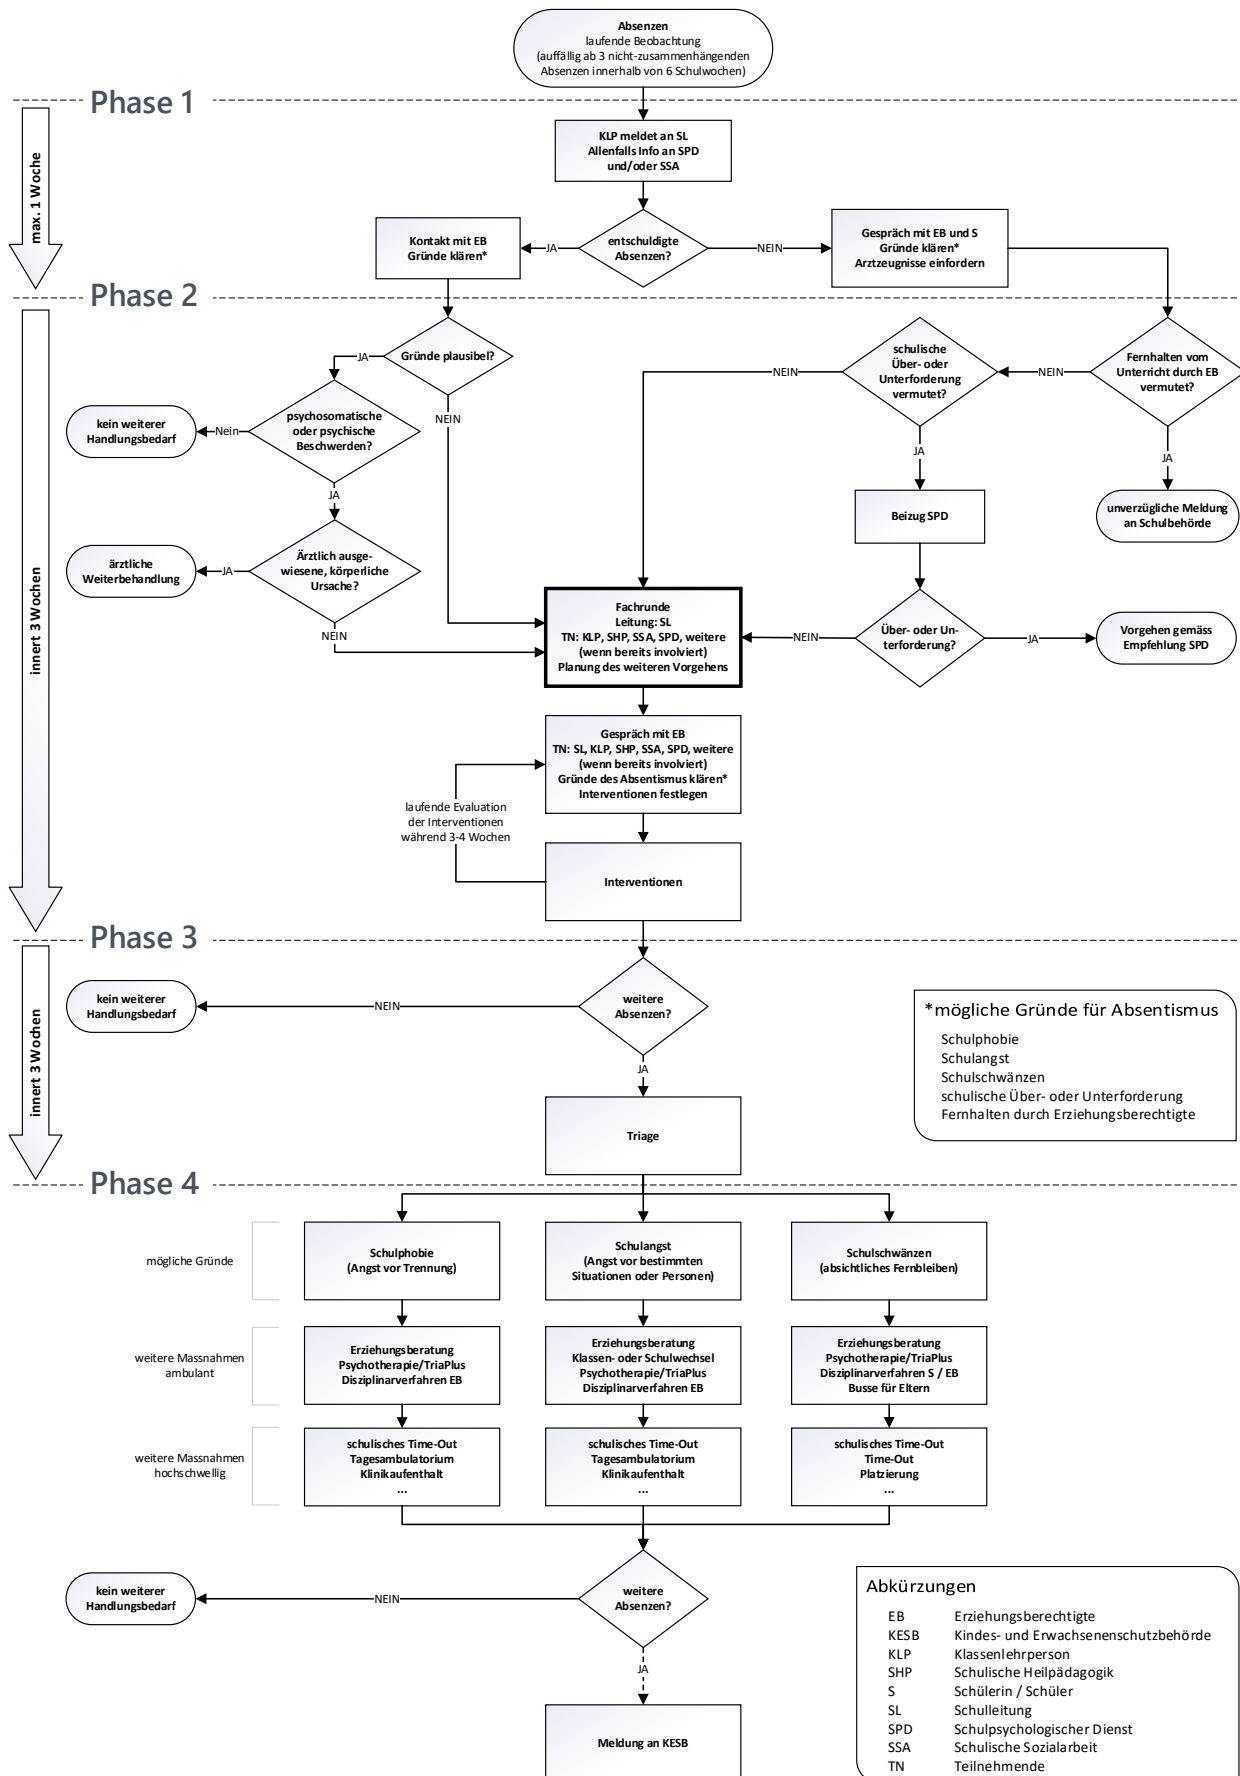 Absenzen
laufende Beobachtung
(auffällig ab 3 nicht-zusammenhängenden
Absenzen innerhalb von 6 Schulwochen)
Phase 1
max. 1 Woche
KLP meldet an SL
Allenfalls Info an SPD
und/oder SSA
entschuldigte
Absenzen?
JA
NEIN
Kontakt mit EB
Gründe klären*
Gespräch mit EB und S
Gründe klären*
Arztzeugnisse einfordern
Phase 2
innert 3 Wochen
Gründe plausibel?
JA
NEIN
psychosomatische
oder psychische
Beschwerden?
Nein
kein weiterer
Handlungsbedarf
JA
Ärztlich ausge-
wiesene, körperliche
Ursache?
JA
ärztliche
Weiterbehandlung
NEIN
Fernhalten vom
Unterricht durch EB
vermutet?
NEIN
JA
unverzügliche Meldung
an Schulbehörde
schulische
Über- oder
Unterforderung
vermutet?
NEIN
JA
Beizug SPD
Über- oder Un-
terforderung?
NEIN
JA
Vorgehen gemäss
Empfehlung SPD
Fachrunde
Leitung: SL
TN: KLP, SHP, SSA, SPD, weitere
(wenn bereits involviert)
Planung des weiteren Vorgehens
Gespräch mit EB
TN: SL, KLP, SHP, SSA, SPD, weitere
(wenn bereits involviert)
Gründe des Absentismus klären*
Interventionen festlegen
laufende Evaluation
der Interventionen
während 3-4 Wochen
Interventionen
Phase 3
innert 3 Wochen
weitere
Absenzen?
NEIN
kein weiterer
Handlungsbedarf
JA
Triage
*mögliche Gründe für Absentismus
Schulphobie
Schulangst
Schulschwänzen
schulische Über- oder Unterforderung
Fernhalten durch Erziehungsberechtigte
Phase 4
mögliche Gründe
Schulphobie
(Angst vor Trennung)
Schulangst
(Angst vor bestimmten
Situationen oder Personen)
Schulschwänzen
(absichtliches Fernbleiben)
weitere Massnahmen
ambulant
Erziehungsberatung
Psychotherapie/TriaPlus
Disziplinarverfahren EB
Erziehungsberatung
Klassen- oder Schulwechsel
Psychotherapie/TriaPlus
Disziplinarverfahren EB
Erziehungsberatung
Psychotherapie/TriaPlus
Disziplinarverfahren S / EB
Busse für Eltern
weitere Massnahmen
hochschwellig
schulisches Time-Out
Tagesambulatorium
Klinikaufenthalt
...
schulisches Time-Out
Tagesambulatorium
Klinikaufenthalt
...
schulisches Time-Out
Time-Out
Platzierung
...
weitere
Absenzen?
NEIN
kein weiterer
Handlungsbedarf
JA
Meldung an KESB
Abkürzungen
EB Erziehungsberechtigte
KESB Kindes- und Erwachsenenschutzbehörde
KLP Klassenlehrperson
SHP Schulische Heilpädagogik
S Schülerin / Schüler
SL Schulleitung
SPD Schulpsychologischer Dienst
SSA Schulische Sozialarbeit
TN Teilnehmende